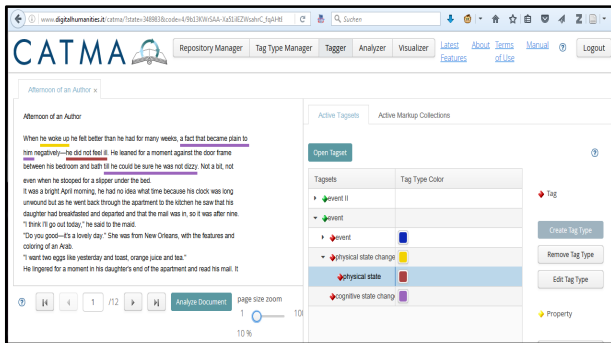 www.digitalhumanities.it/catma/?state=
Suchen
CATMA
Repository Manager Tag Type Manager Tagger Analyzer Visualizer
Latest Features About Terms of Use Manual Logout
Afternoon of an Author ×
Afternoon of an Author
When he woke up he felt better than he had for many weeks, a fact that became plain to
him negatively—he did not feel ill. He leaned for a moment against the door frame
between his bedroom and bath till he could be sure he was not dizzy. Not a bit, not
even when he stooped for a slipper under the bed.
It was a bright April morning, he had no idea what time because his clock was long
unwound but as he went back through the apartment to the kitchen he saw that his
daughter had breakfasted and departed and that the mail was in, so it was after nine.
"I think I'll go out today," he said to the maid.
"Do you good—it's a lovely day." She was from New Orleans, with the features and
coloring of an Arab.
"I want two eggs like yesterday and toast, orange juice and tea."
He lingered for a moment in his daughter's end of the apartment and read his mail. It
1 /12
Analyze Document
page size zoom
1 100
10 %
Active Tagsets Active Markup Collections
Open Tagset
Tagsets Tag Type Color
event II
event
event
physical state change
physical state
cognitive state chang
Tag
Create Tag Type
Remove Tag Type
Edit Tag Type
Property